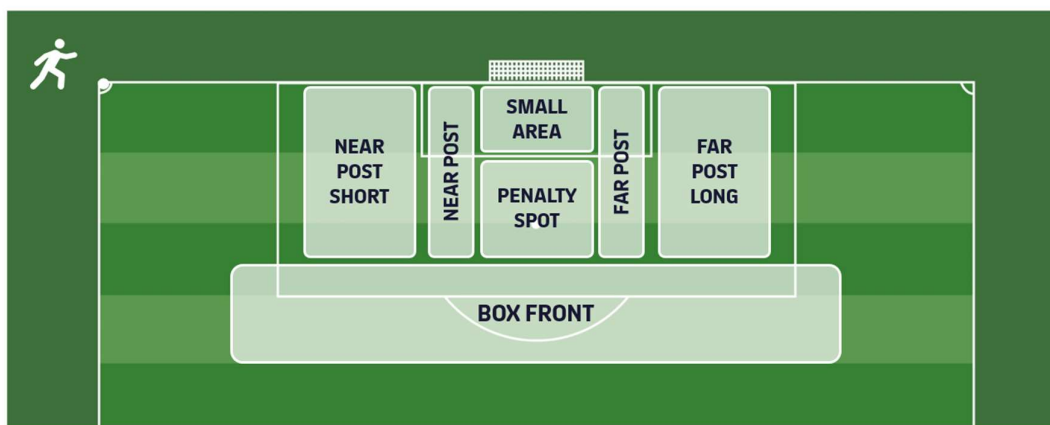 NEAR
POST
SHORT
NEAR POST
SMALL
AREA
PENALTY
SPOT
FAR POST
FAR
POST
LONG
BOX FRONT